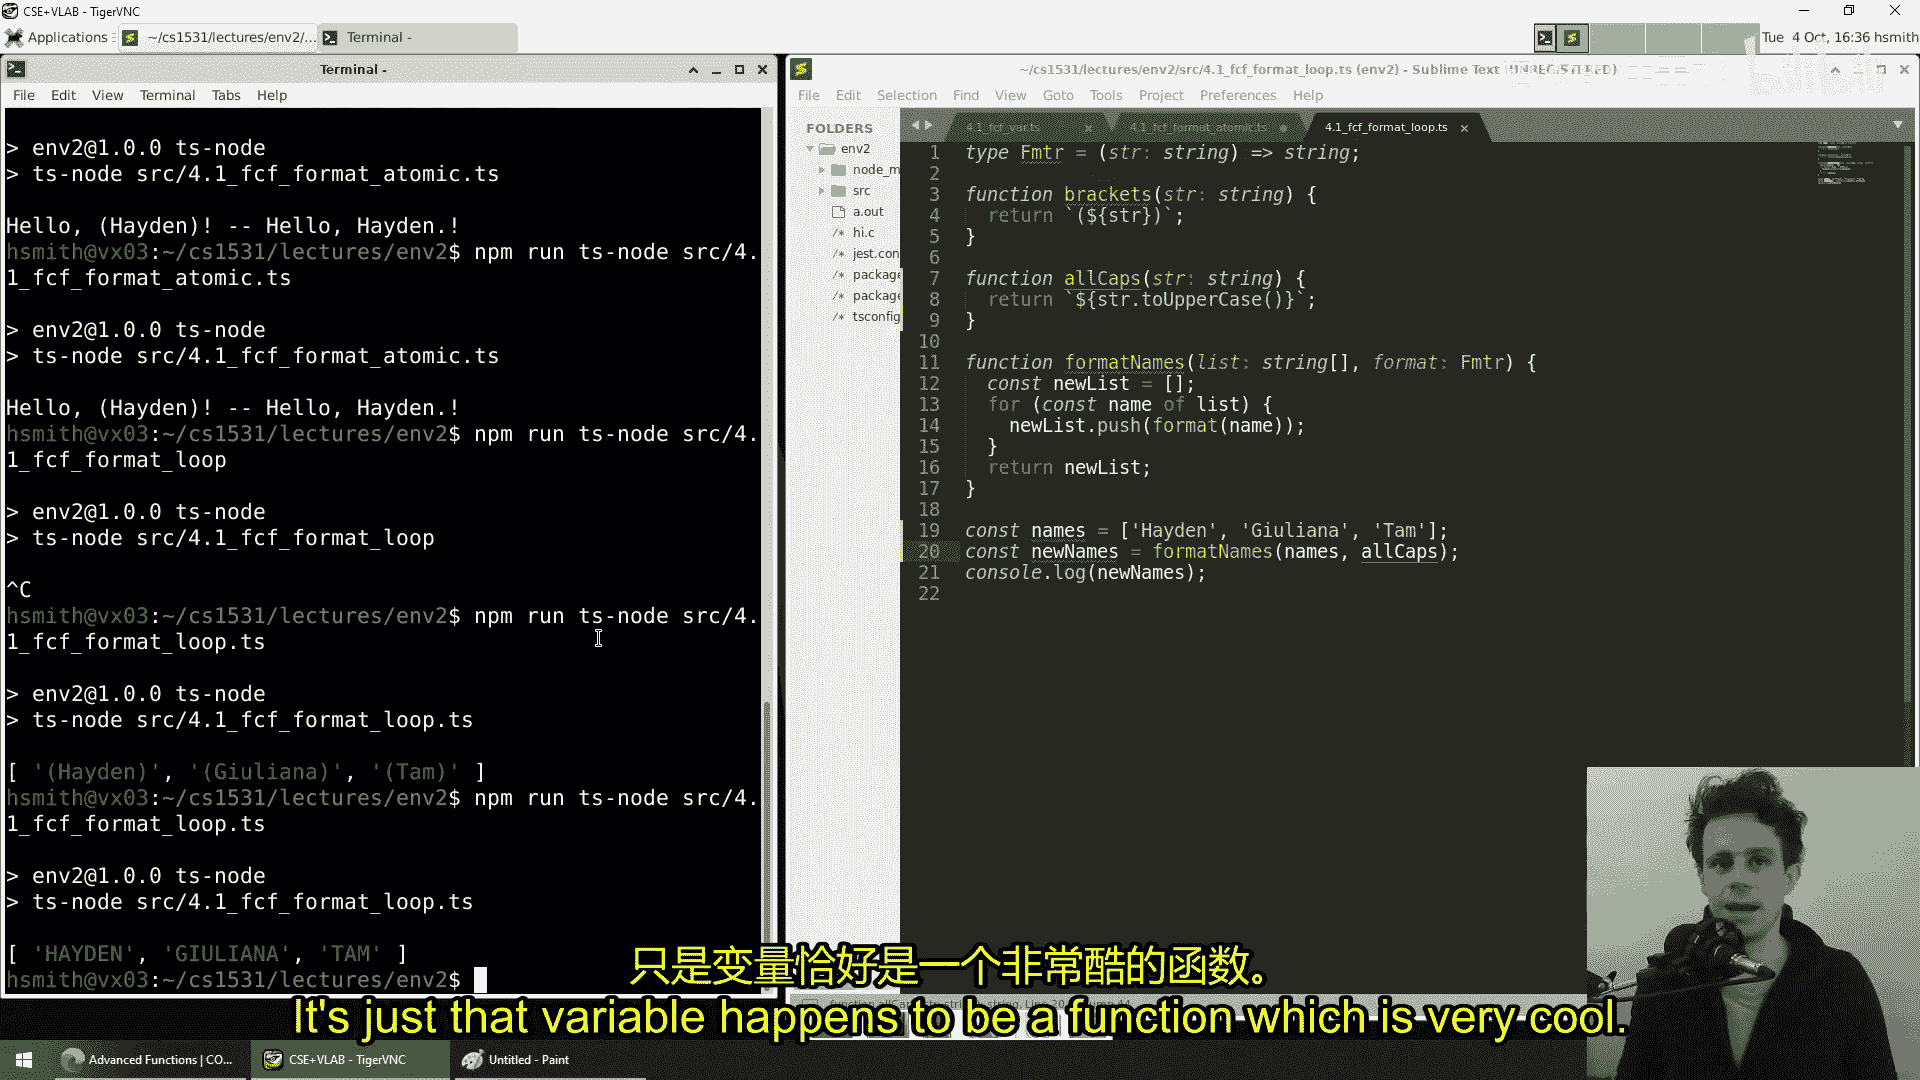 CSE+VLAB - TigerVNC
Applications
~/cs1531/lectures/env2/...
Terminal -
Tue 4 Oct, 16:36 hsmith
Terminal -
File Edit View Terminal Tabs Help
> env2@1.0.0 ts-node
> ts-node src/4.1_fcf_format_atomic.ts
Hello, (Hayden)! -- Hello, Hayden.!
hsmith@vx03:~/cs1531/lectures/env2$ npm run ts-node src/4.
1_fcf_format_atomic.ts
> env2@1.0.0 ts-node
> ts-node src/4.1_fcf_format_atomic.ts
Hello, (Hayden)! -- Hello, Hayden.!
hsmith@vx03:~/cs1531/lectures/env2$ npm run ts-node src/4.
1_fcf_format_loop
> env2@1.0.0 ts-node
> ts-node src/4.1_fcf_format_loop
^C
hsmith@vx03:~/cs1531/lectures/env2$ npm run ts-node src/4.
1_fcf_format_loop.ts
> env2@1.0.0 ts-node
> ts-node src/4.1_fcf_format_loop.ts
[ '(Hayden)', '(Giuliana)', '(Tam)' ]
hsmith@vx03:~/cs1531/lectures/env2$ npm run ts-node src/4.
1_fcf_format_loop.ts
> env2@1.0.0 ts-node
> ts-node src/4.1_fcf_format_loop.ts
[ 'HAYDEN', 'GIULIANA', 'TAM' ]
hsmith@vx03:~/cs1531/lectures/env2$
~/cs1531/lectures/env2/src/4.1_fcf_format_loop.ts (env2) - Sublime Text (UNREGISTERED)
File Edit Selection Find View Goto Tools Project Preferences Help
FOLDERS
env2
node_m
src
a.out
/* hi.c
/* jest.con
/* package
/* package
/* tsconfig
4.1_fcf_var.ts
4.1_fcf_format_atomic.ts
4.1_fcf_format_loop.ts
1 type Fmtr = (str: string) => string;
2
3 function brackets(str: string) {
4 return `(${str})`;
5 }
6
7 function allCaps(str: string) {
8 return `${str.toUpperCase()}`;
9 }
10
11 function formatNames(list: string[], format: Fmtr) {
12 const newList = [];
13 for (const name of list) {
14 newList.push(format(name));
15 }
16 return newList;
17 }
18
19 const names = ['Hayden', 'Giuliana', 'Tam'];
20 const newNames = formatNames(names, allCaps);
21 console.log(newNames);
22
只是变量恰好是一个非常酷的函数。
It's just that variable happens to be a function which is very cool.
Advanced Functions | CO...
CSE+VLAB - TigerVNC
Untitled - Paint